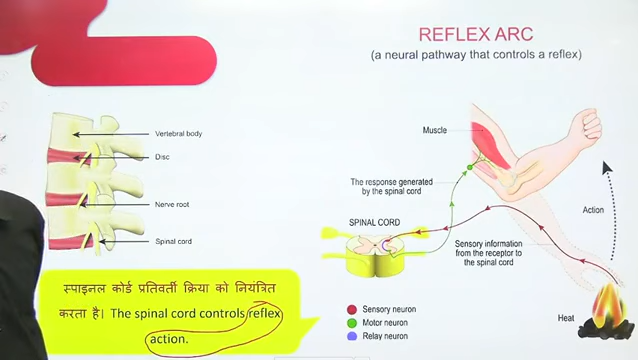 REFLEX ARC
(a neural pathway that controls a reflex)
Vertebral body
Disc
Nerve root
Spinal cord
स्पाइनल कोर्ड प्रतिवर्ती क्रिया को नियंत्रित
करता है। The spinal cord controls reflex
action.
Muscle
The response generated
by the spinal cord
SPINAL CORD
Sensory information
from the receptor to
the spinal cord
Action
Heat
Sensory neuron
Motor neuron
Relay neuron